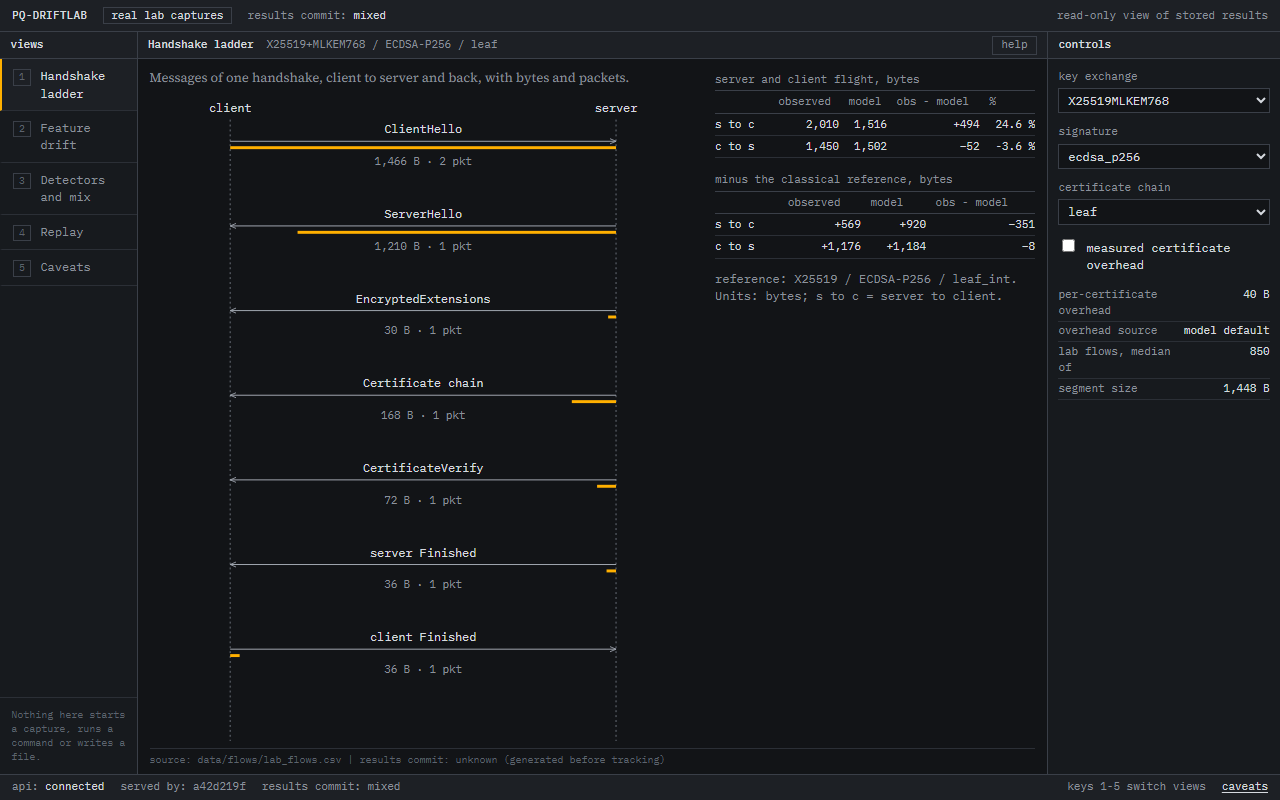 PQ-DRIFTLAB real lab captures results commit: mixed read-only view of stored results
views
1 Handshake
ladder
2 Feature
drift
3 Detectors
and mix
4 Replay
5 Caveats
Nothing here starts
a capture, runs a
command or writes a
file.
Handshake ladder X25519+MLKEM768 / ECDSA-P256 / leaf help
Messages of one handshake, client to server and back, with bytes and packets.
client server
ClientHello
1,466 B · 2 pkt
ServerHello
1,210 B · 1 pkt
EncryptedExtensions
30 B · 1 pkt
Certificate chain
168 B · 1 pkt
CertificateVerify
72 B · 1 pkt
server Finished
36 B · 1 pkt
client Finished
36 B · 1 pkt
server and client flight, bytes
observed model obs - model %
s to c 2,010 1,516 +494 24.6 %
c to s 1,450 1,502 −52 -3.6 %
minus the classical reference, bytes
observed model obs - model
s to c +569 +920 −351
c to s +1,176 +1,184 −8
reference: X25519 / ECDSA-P256 / leaf_int.
Units: bytes; s to c = server to client.
source: data/flows/lab_flows.csv | results commit: unknown (generated before tracking)
controls
key exchange
X25519MLKEM768
signature
ecdsa_p256
certificate chain
leaf
measured certificate
overhead
per-certificate 40 B
overhead
overhead source model default
lab flows, median 850
of
segment size 1,448 B
api: connected served by: a42d219f results commit: mixed keys 1-5 switch views caveats